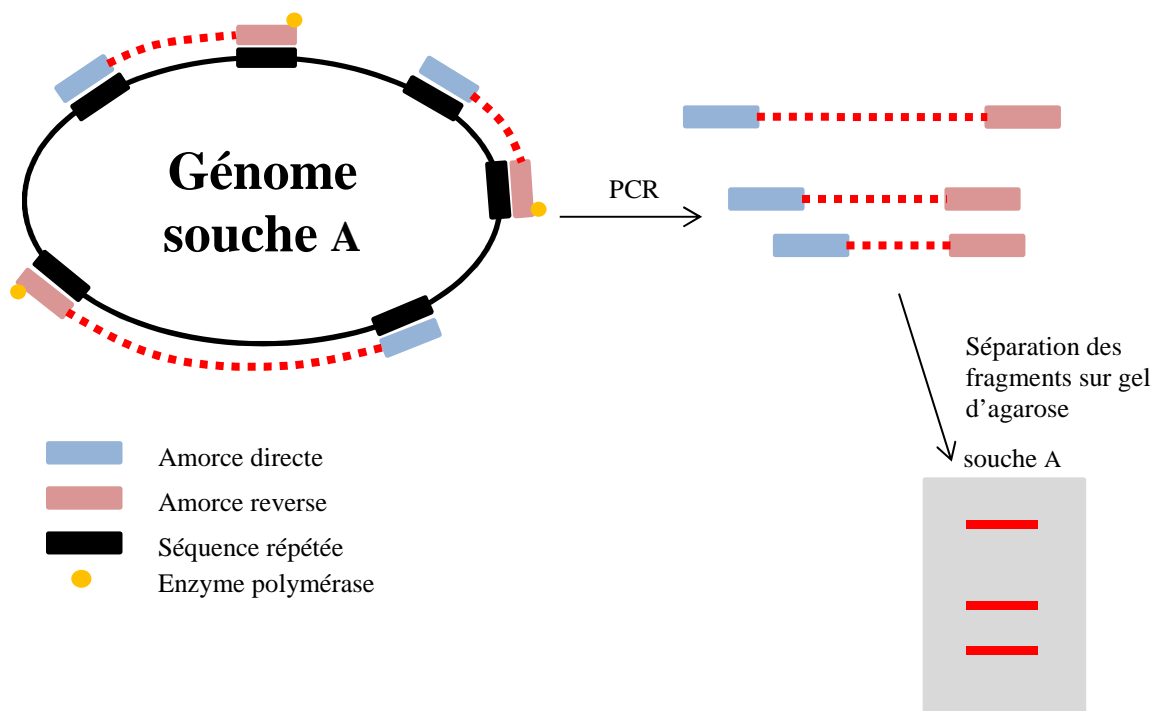 Génome
souche A
PCR
Séparation des
fragments sur gel
d'agarose
souche A
Amorce directe
Amorce reverse
Séquence répétée
Enzyme polymérase